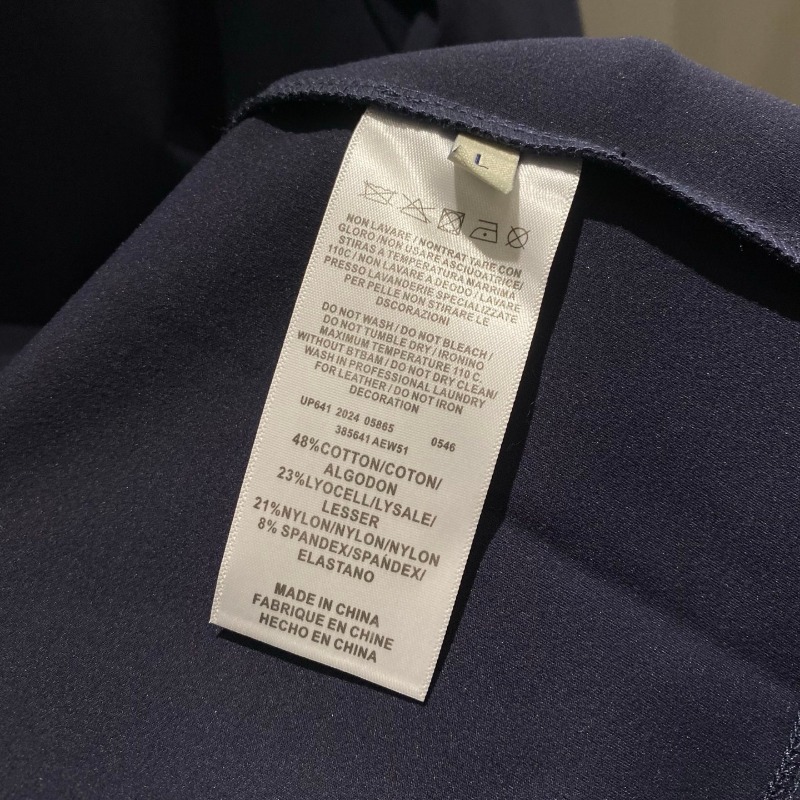 L
NON LAVARE / NONTRAT TARE CON
GLORO / NON USARE ASCIUOATRICE/
STIRAS A TEMPERATURA MARRIMA
110C / NON LAVARE A DEODO / LAVARE
PRESSO LAVANDERIE SPECIALIZZATE
PER PELLE NON STIRARE LE
DSCORAZIONI
DO NOT WASH / DO NOT BLEACH /
DO NOT TUMBLE DRY / IRONINO
MAXIMUM TEMPERATURE 110 C.
WITHOUT BTBAM / DO NOT DRY CLEAN/
WASH IN PROFESSIONAL LAUNDRY
FOR LEATHER / DO NOT IRON
DECORATION
UP641 2024 05865
385641 AEW51 0546
48%COTTON/COTON/
ALGODON
23%LYOCELL/LYSALE/
LESSER
21%NYLON/NYLON/NYLON
8% SPANDEX/SPAŃDEX/
ELASTANO
MADE IN CHINA
FABRIQUE EN CHINE
HECHO EN CHINA